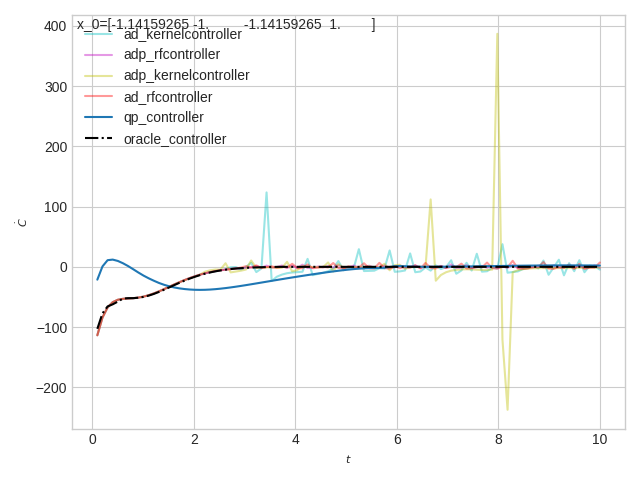 x_0=[-1.14159265 -1. -1.14159265 1. ]
ad_kernelcontroller
adp_rfcontroller
adp_kernelcontroller
ad_rfcontroller
qp_controller
oracle_controller
400
300
200
100
0
−100
−200
Ċ
0
2
4
6
8
10
t